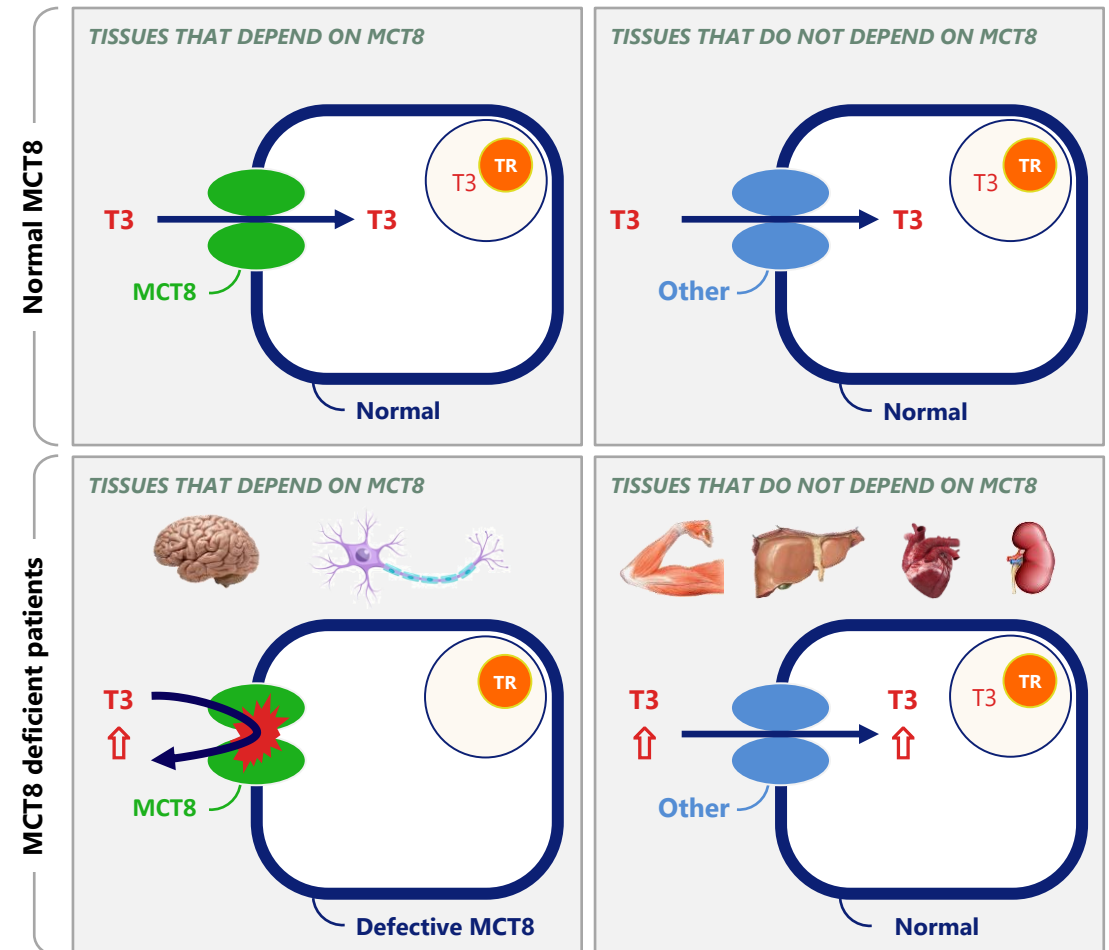 Normal MCT8
TISSUES THAT DEPEND ON MCT8
T3
T3
T3
TR
MCT8
Normal
TISSUES THAT DO NOT DEPEND ON MCT8
T3
T3
T3
TR
Other
Normal
MCT8 deficient patients
TISSUES THAT DEPEND ON MCT8
T3
TR
MCT8
Defective MCT8
TISSUES THAT DO NOT DEPEND ON MCT8
T3
T3
T3
TR
Other
Normal